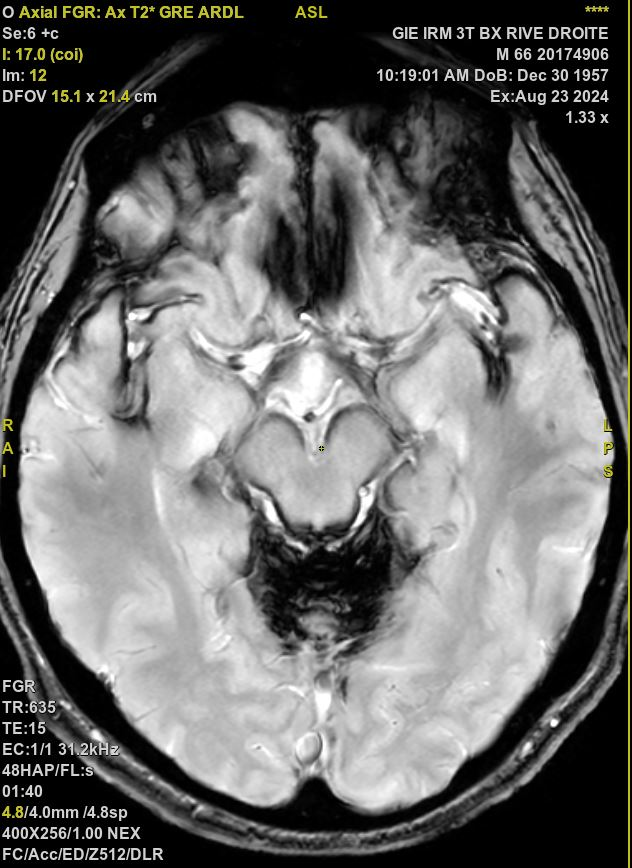 O Axial FGR: Ax T2* GRE ARDL
Se:6 +c
I: 17.0 (coi)
Im: 12
DFOV 15.1 x 21.4 cm
ASL
****
GIE IRM 3T BX RIVE DROITE
M 66 20174906
10:19:01 AM DoB: Dec 30 1957
Ex:Aug 23 2024
1.33 x
R
A
I
L
P
S
FGR
TR:635
TE:15
EC:1/1 31.2kHz
48HAP/FL:s
01:40
4.8/4.0mm /4.8sp
400X256/1.00 NEX
FC/Acc/ED/Z512/DLR